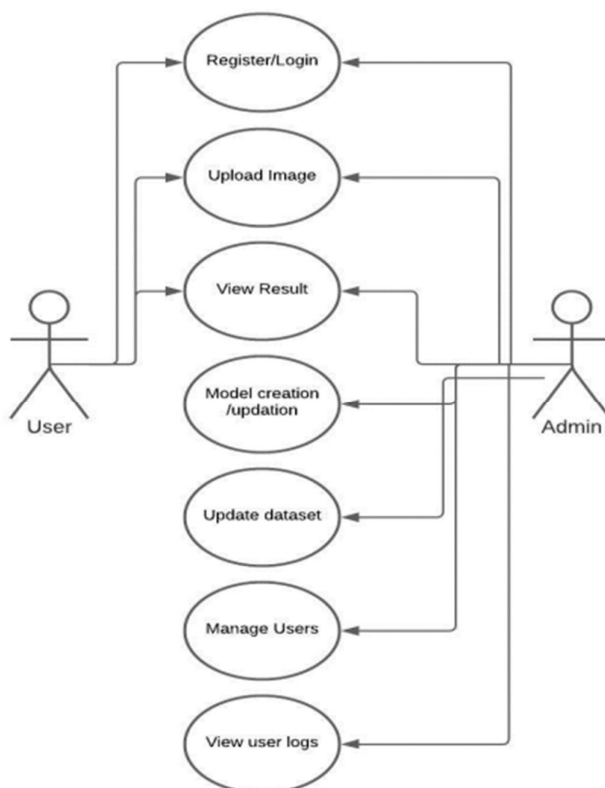 Register/Login
Upload Image
View Result
Model creation
/updation
User
Admin
Update dataset
Manage Users
View user logs